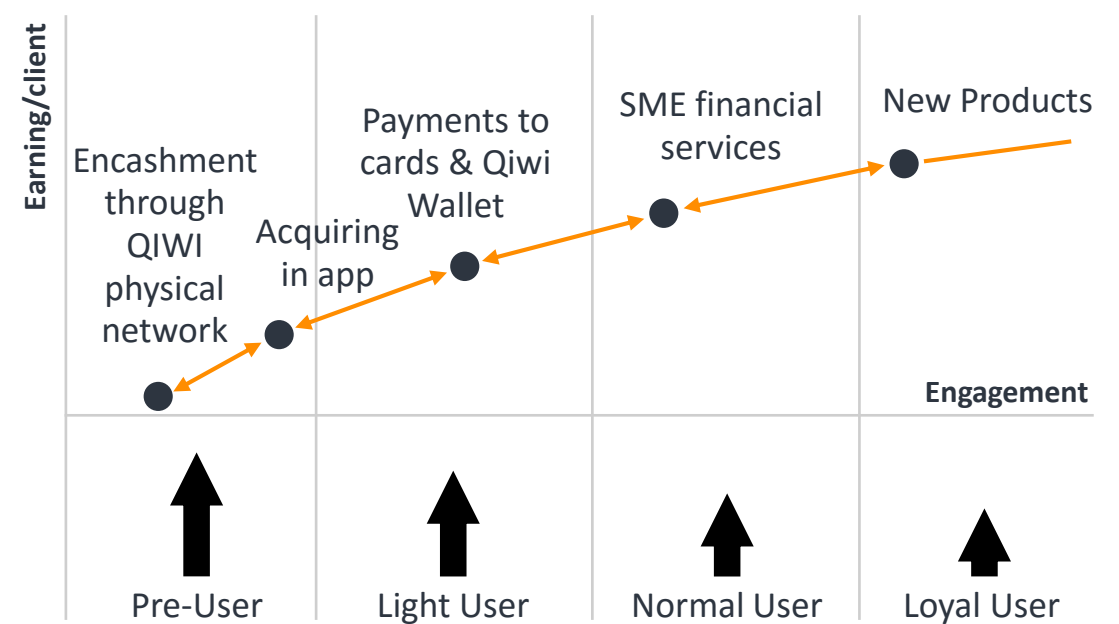 Earning/client
Encashment
through
QIWI
physical
network
Acquiring
in app
Payments to
cards & Qiwi
Wallet
SME financial
services
New Products
Engagement
Pre-User
Light User
Normal User
Loyal User